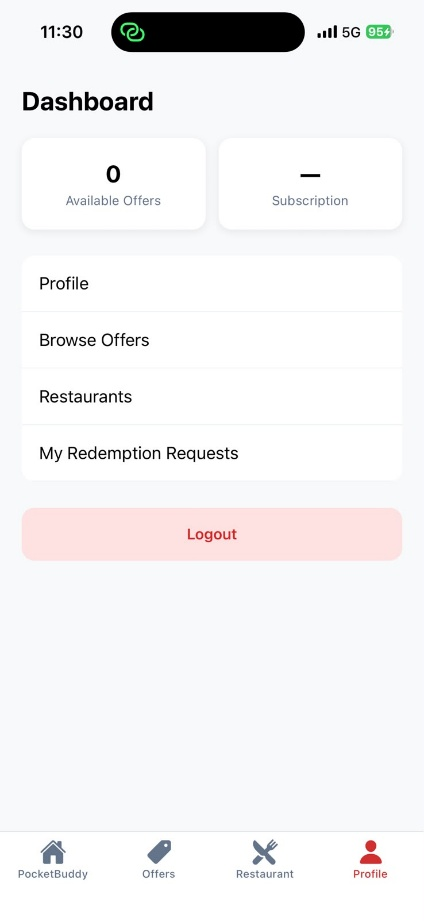 11:30
5G
95
Dashboard
0
Available Offers
—
Subscription
Profile
Browse Offers
Restaurants
My Redemption Requests
Logout
PocketBuddy
Offers
Restaurant
Profile